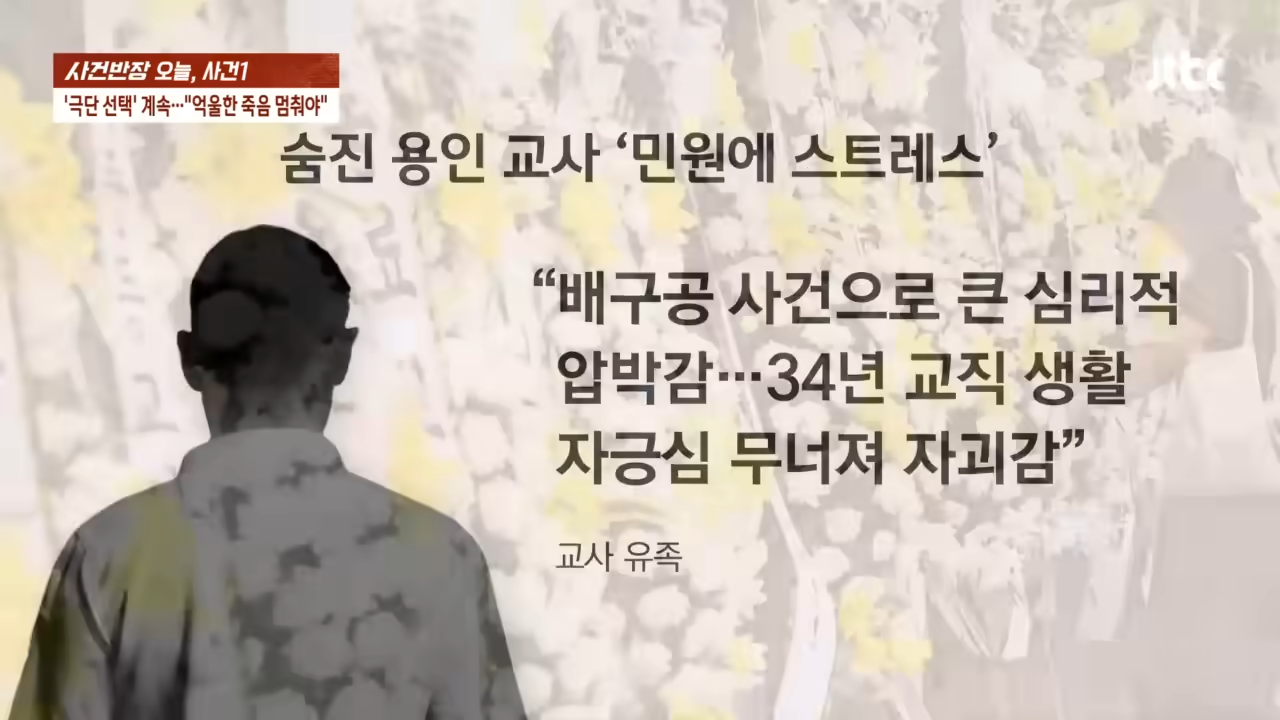 사건반장 오늘, 사건1
'극단 선택' 계속…"억울한 죽음 멈춰야"
jtbc
숨진 용인 교사 ‘민원에 스트레스’
“배구공 사건으로 큰 심리적
압박감…34년 교직 생활
자긍심 무너져 자괴감”
교사 유족